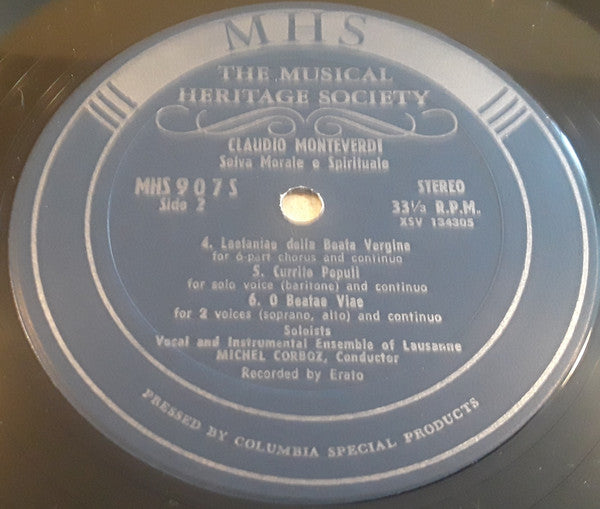 MHS
THE MUSICAL
HERITAGE SOCIETY
CLAUDIO MONTEVERDI
Selva Morale e Spirituale
MHS 907S
Side 2
STEREO
33⅓ R.P.M.
XSV 134305
4. Laetaniae della Beata Vergine
for 6-part chorus and continuo
5. Currite Populi
for solo voice (baritone) and continuo
6. O Beatae Viae
for 2 voices (soprano, alto) and continuo
Soloists
Vocal and Instrumental Ensemble of Lausanne
MICHEL CORBOZ, Conductor
Recorded by Erato
PRESSED BY COLUMBIA SPECIAL PRODUCTS